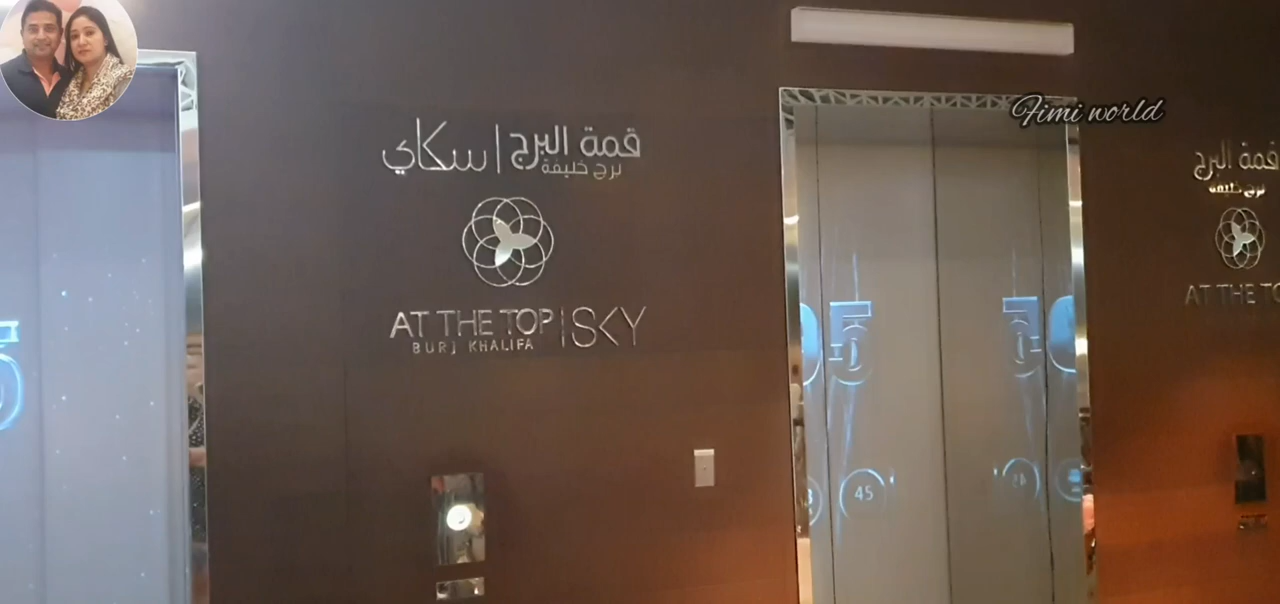 قمة البرج | سكاي
برج خليفة
AT THE TOP | SKY
BURJ KHALIFA
Fimi world
قمة البرج
برج خليفة
AT THE TO
45